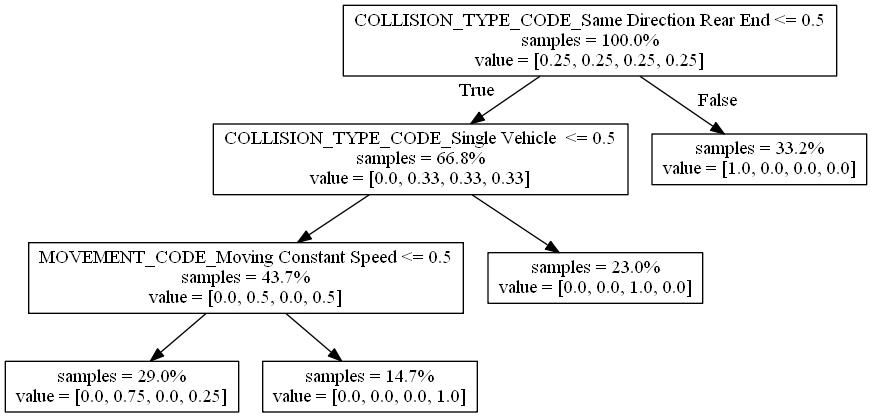 COLLISION_TYPE_CODE_Same Direction Rear End <= 0.5
samples = 100.0%
value = [0.25, 0.25, 0.25, 0.25]
True
False
COLLISION_TYPE_CODE_Single Vehicle <= 0.5
samples = 66.8%
value = [0.0, 0.33, 0.33, 0.33]
samples = 33.2%
value = [1.0, 0.0, 0.0, 0.0]
MOVEMENT_CODE_Moving Constant Speed <= 0.5
samples = 43.7%
value = [0.0, 0.5, 0.0, 0.5]
samples = 23.0%
value = [0.0, 0.0, 1.0, 0.0]
samples = 29.0%
value = [0.0, 0.75, 0.0, 0.25]
samples = 14.7%
value = [0.0, 0.0, 0.0, 1.0]